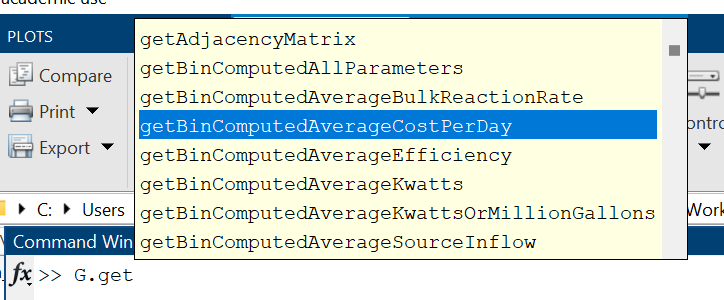 academic use
PLOTS
getAdjacencyMatrix
getBinComputedAllParameters
getBinComputedAverageBulkReactionRate
getBinComputedAverageCostPerDay
getBinComputedAverageEfficiency
getBinComputedAverageKwatts
getBinComputedAverageKwattsOrMillionGallons
getBinComputedAverageSourceInflow
Compare
Print
Export
ontro
C: Users
Work
Command Win
fx >> G.get